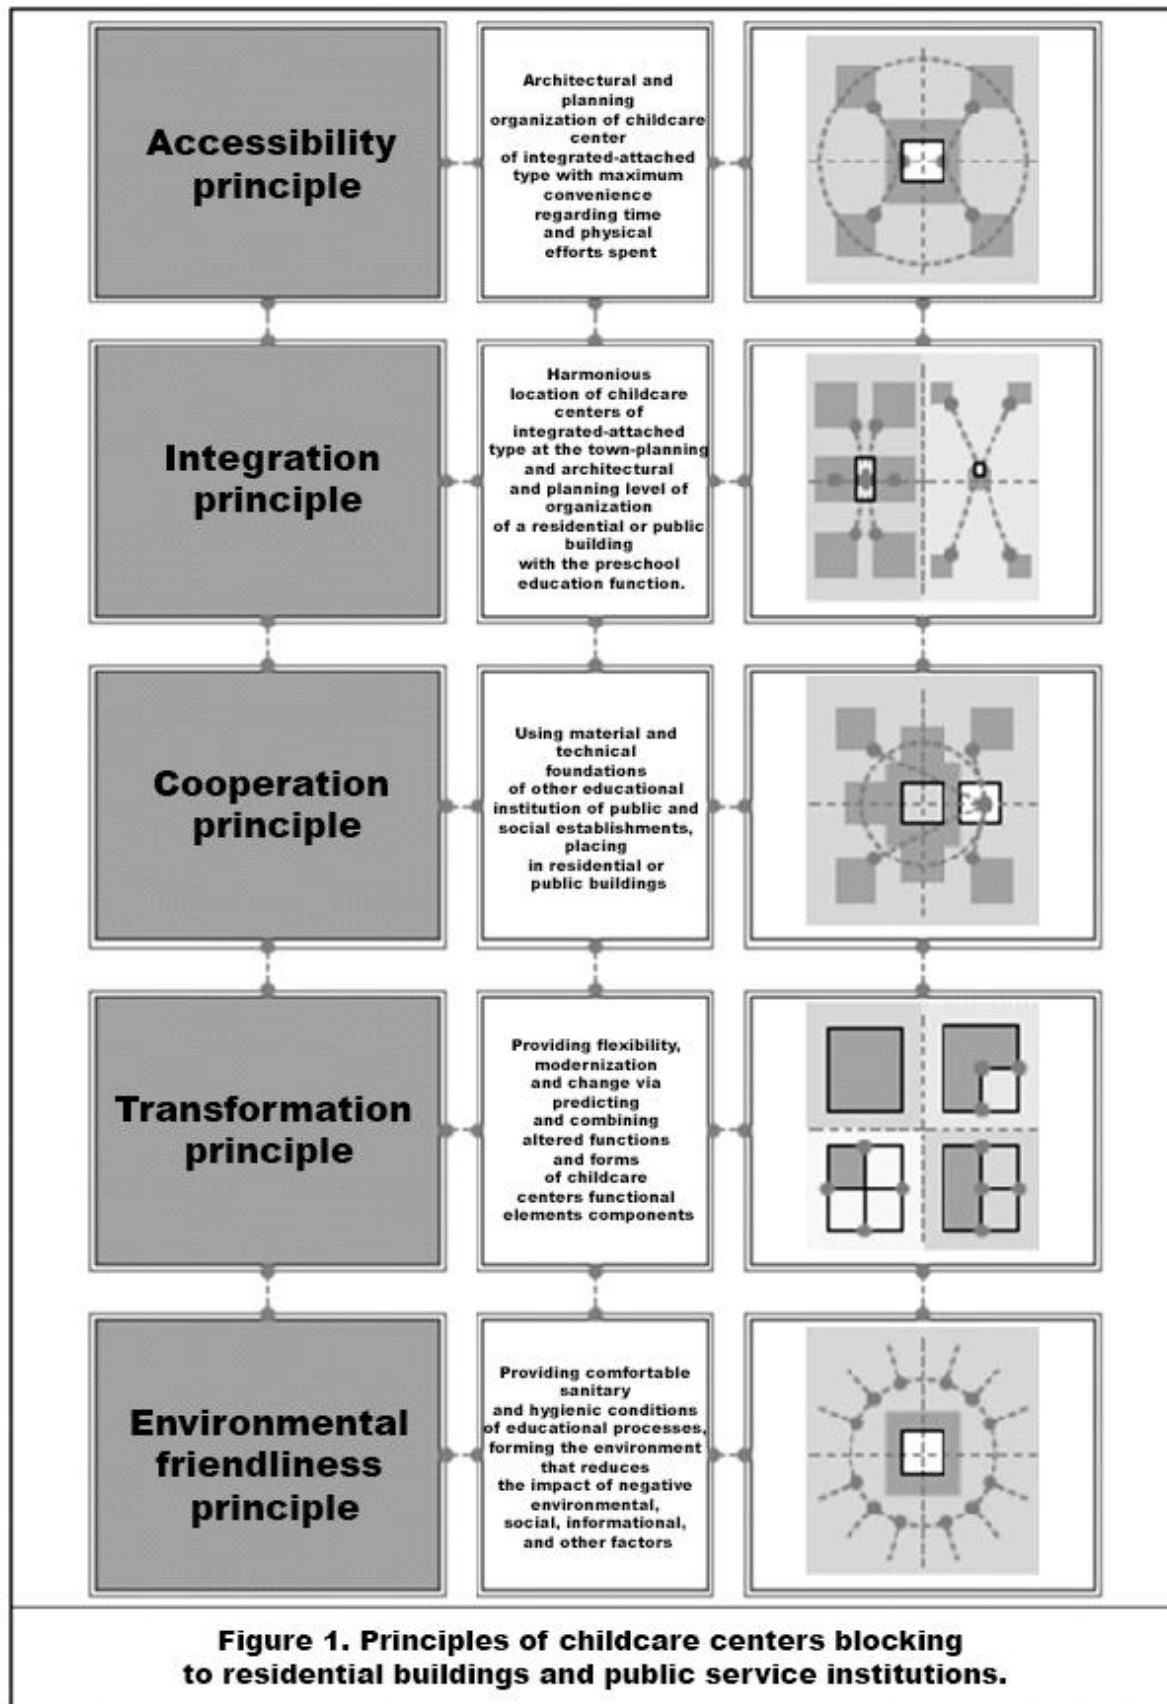 Accessibility
principle
Architectural and
planning
organization of childcare
center
of integrated-attached
type with maximum
convenience
regarding time
and physical
efforts spent
Integration
principle
Harmonious
location of childcare
centers of
integrated-attached
type at the town-planning
and architectural
and planning level of
organization
of a residential or public
building
with the preschool
education function.
Cooperation
principle
Using material and
technical
foundations
of other educational
institution of public and
social establishments,
placing
in residential or
public buildings
Transformation
principle
Providing flexibility,
modernization
and change via
predicting
and combining
altered functions
and forms
of childcare
centers functional
elements components
Environmental
friendliness
principle
Providing comfortable
sanitary
and hygienic conditions
of educational processes,
forming the environment
that reduces
the impact of negative
environmental,
social, informational,
and other factors
Figure 1. Principles of childcare centers blocking
to residential buildings and public service institutions.